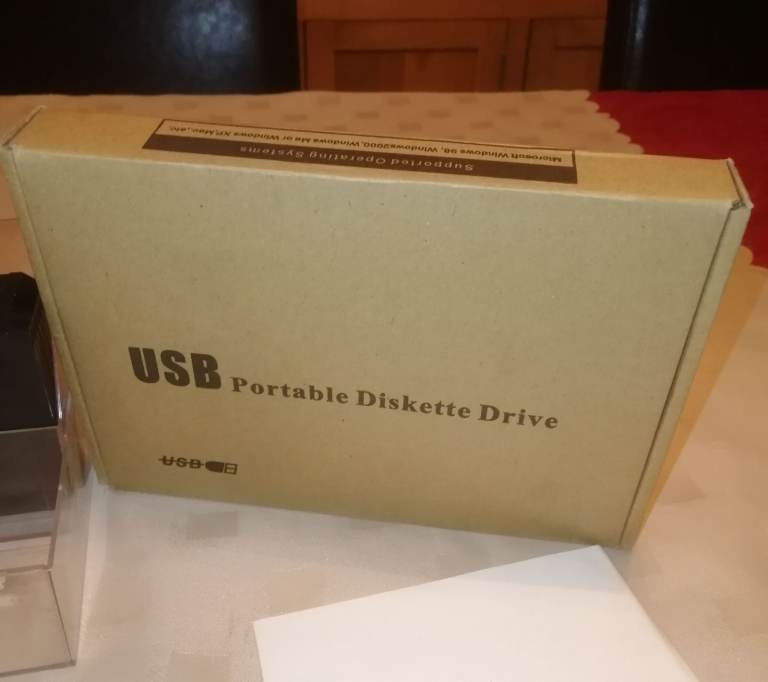 Supported Operating Systems
Microsoft Windows 98, Windows2000, Windows Me or Windows XP,Mac,etc.
USB Portable Diskette Drive
USB